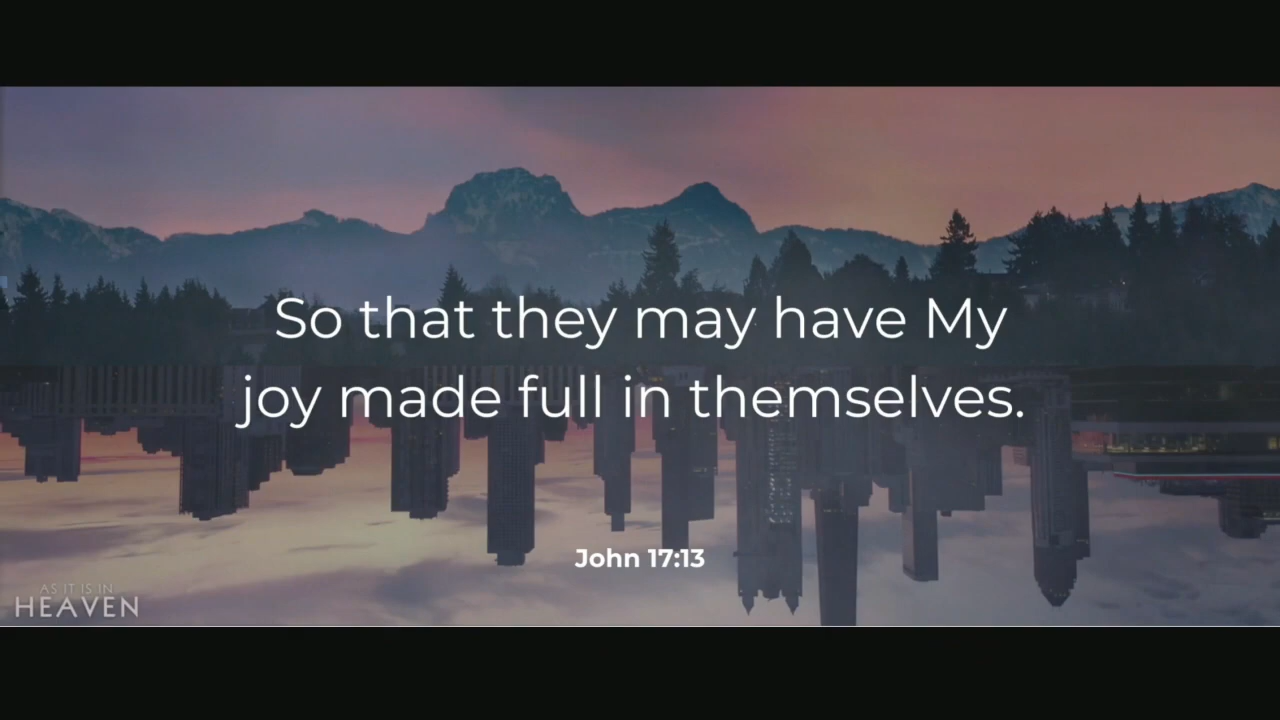 So that they may have My
joy made full in themselves.
John 17:13
AS IT IS IN
HEAVEN